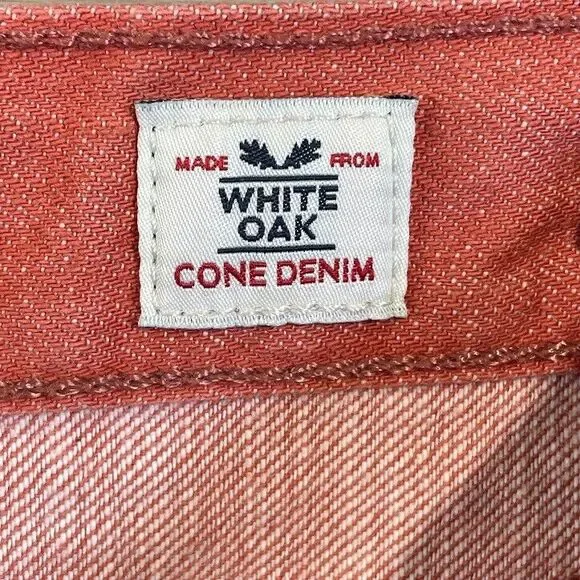 MADE FROM
WHITE
OAK
CONE DENIM